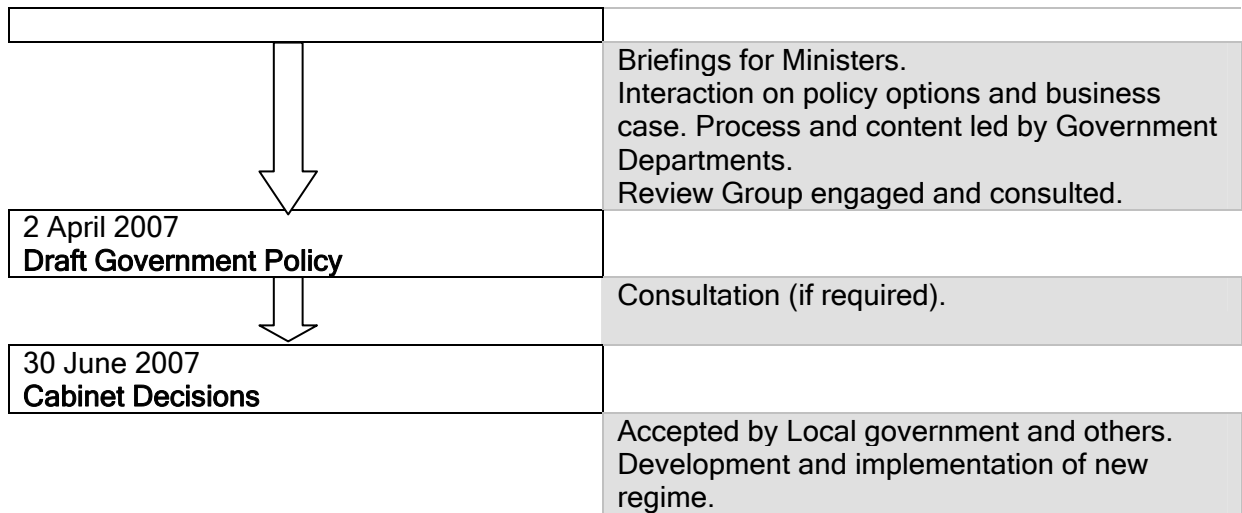 Briefings for Ministers.
Interaction on policy options and business
case. Process and content led by Government
Departments.
Review Group engaged and consulted.
2 April 2007
Draft Government Policy
Consultation (if required).
30 June 2007
Cabinet Decisions
Accepted by Local government and others.
Development and implementation of new
regime.